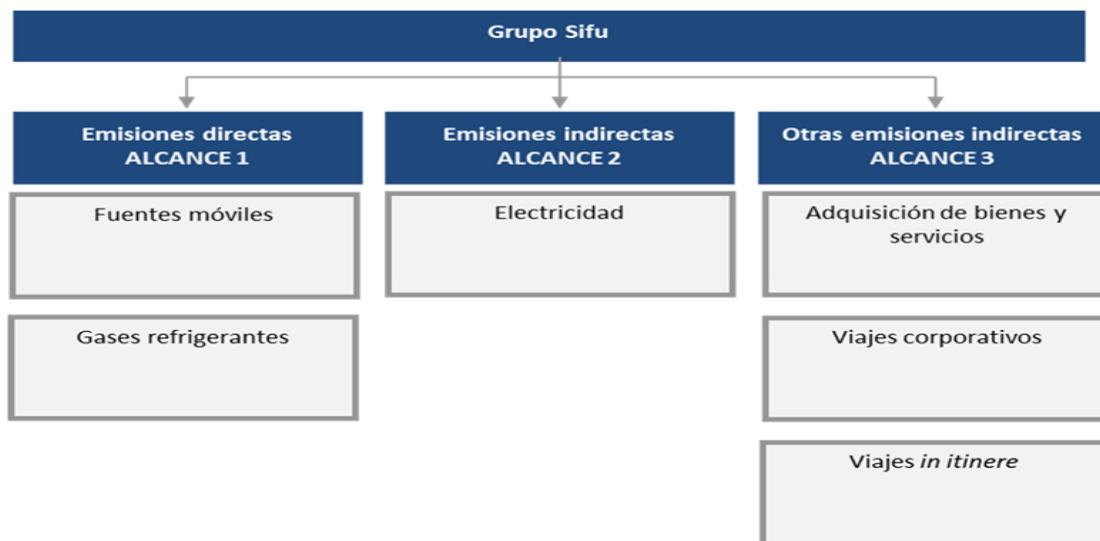 Grupo Sifu
Emisiones directas
ALCANCE 1
Emisiones indirectas
ALCANCE 2
Otras emisiones indirectas
ALCANCE 3
Fuentes móviles
Electricidad
Adquisición de bienes y
servicios
Gases refrigerantes
Viajes corporativos
Viajes in itinere